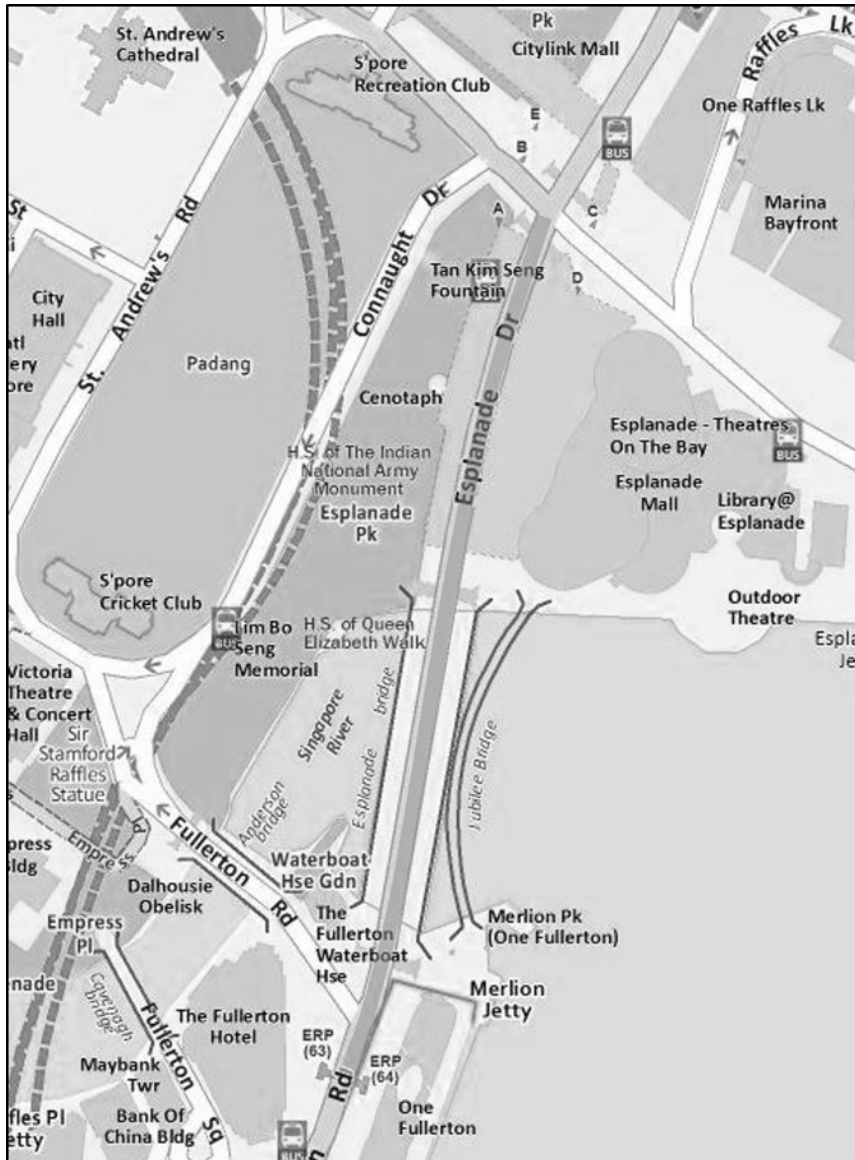 St. Andrew's
Cathedral
Pk
Citylink Mall
Raffles Lk
S'pore
Recreation Club
E
B
BUS
One Raffles Lk
St
St. Andrew's Rd
Connaught Dr
A
C
Marina
Bayfront
Tan Kim Seng
Fountain
D
City
Hall
Padang
Esplanade Dr
Cenotaph
Esplanade - Theatres
On The Bay
BUS
H.S. of The Indian
National Army
Monument
Esplanade
Pk
Esplanade
Mall
Library@
Esplanade
S'pore
Cricket Club
Outdoor
Theatre
BUS
Lim Bo
Seng
Memorial
H.S. of Queen
Elizabeth Walk
Victoria
Theatre
& Concert
Hall
Sir
Stamford
Raffles
Statue
Singapore
River
Esplanade bridge
Jubilee Bridge
Anderson
bridge
Empress Pl
Fullerton Rd
Waterboat
Hse Gdn
Dalhousie
Obelisk
The
Fullerton
Waterboat
Hse
Merlion Pk
(One Fullerton)
Empress
Pl
Cavenagh
bridge
Fullerton Sq
The Fullerton
Hotel
Merlion
Jetty
ERP
(63)
ERP
(64)
Maybank
Twr
Rd
Bank Of
China Bldg
BUS
One
Fullerton